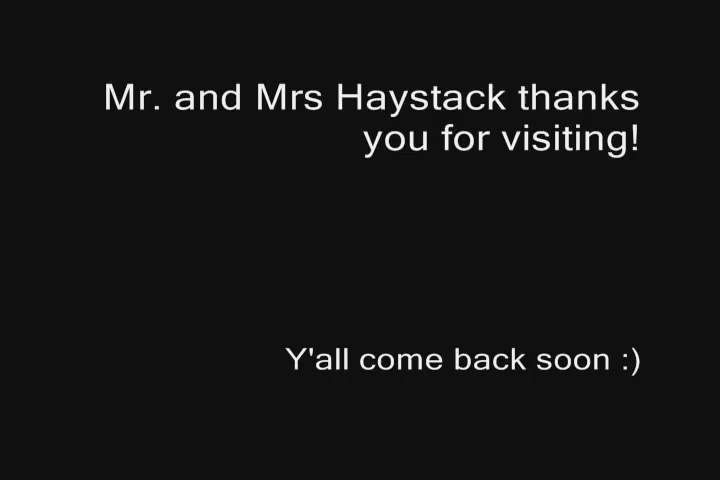 Mr. and Mrs Haystack thanks
you for visiting!
Y'all come back soon :)